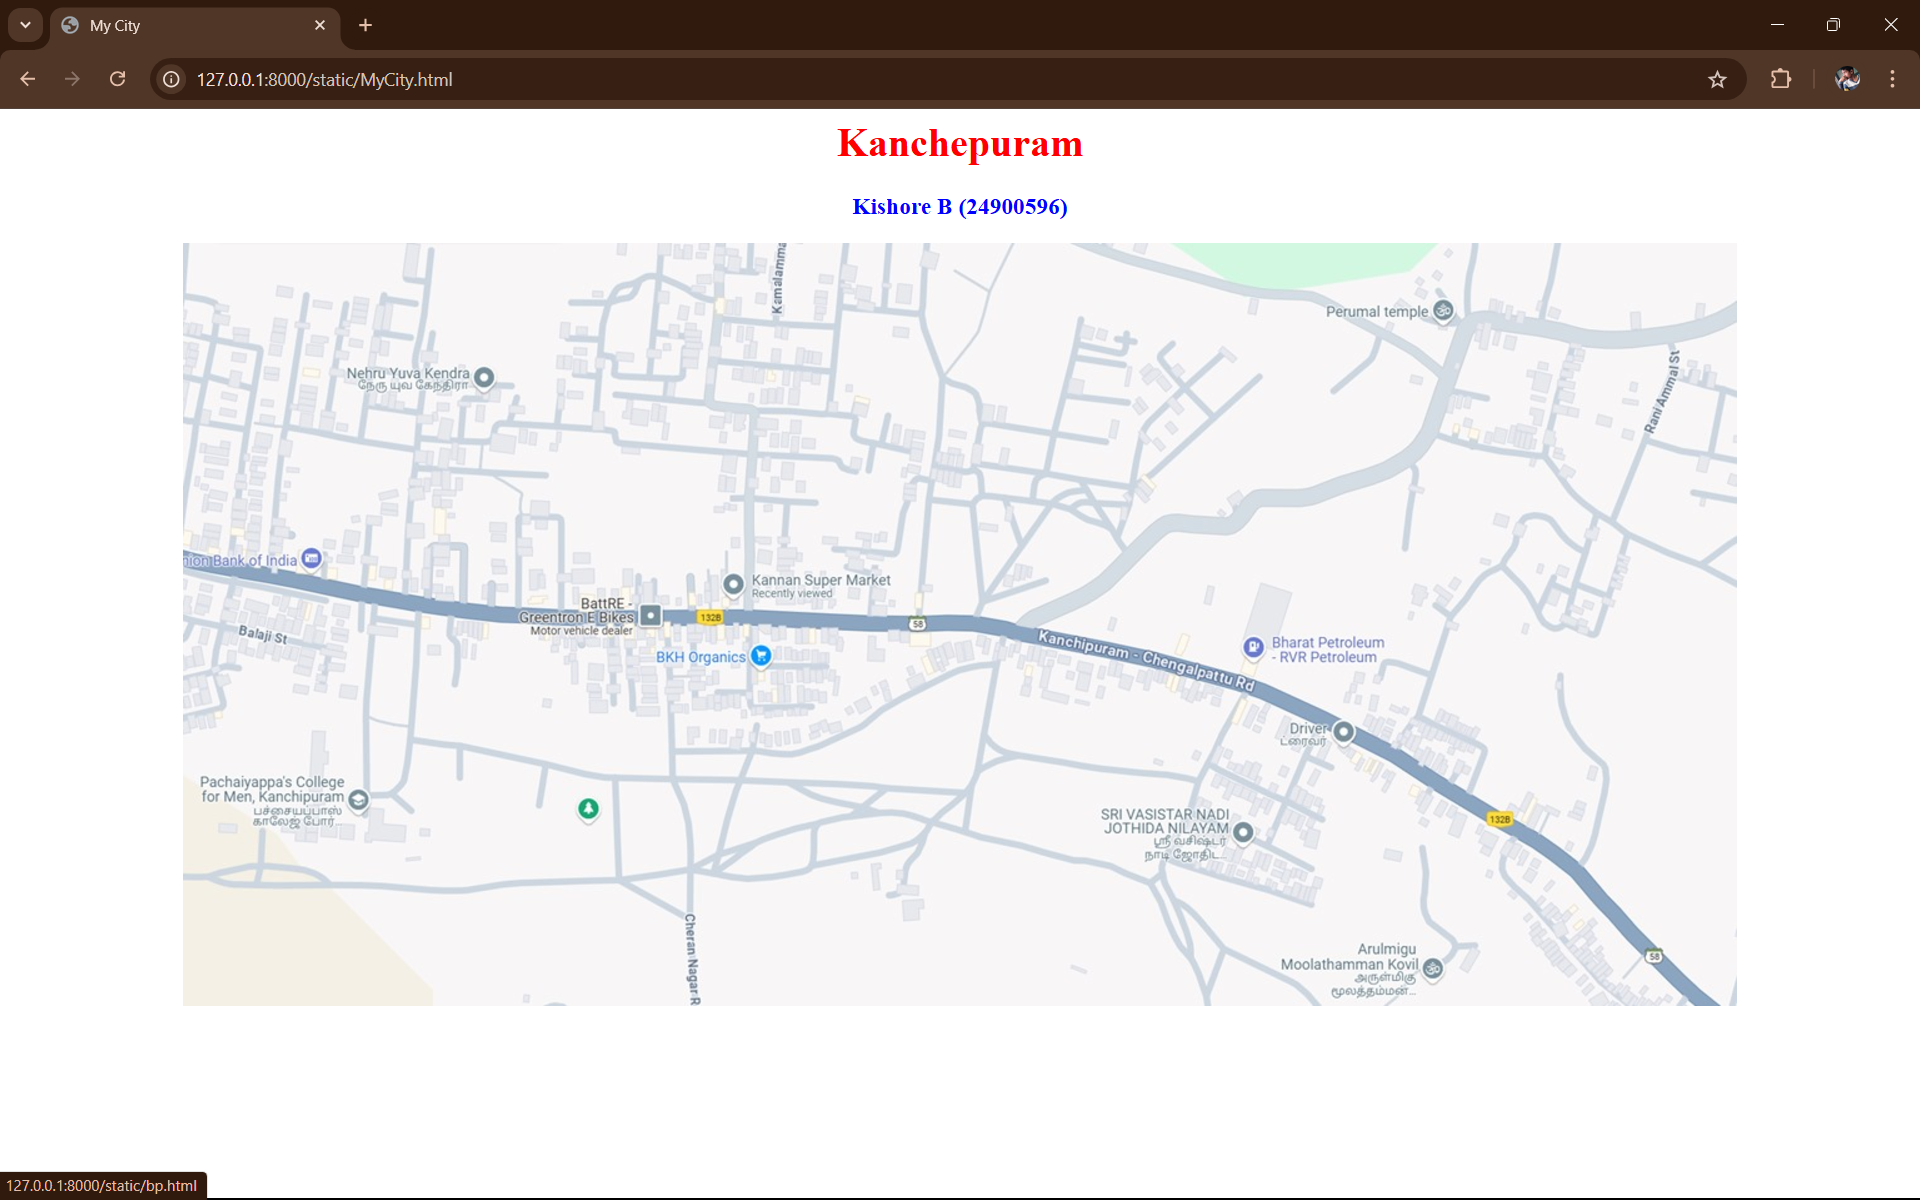 My City
127.0.0.1:8000/static/MyCity.html
Kanchepuram
Kishore B (24900596)
Kamalamma
Perumal temple
Rani Ammal St
Nehru Yuva Kendra
நேரு யுவ கேந்திரா
nion Bank of India
Kannan Super Market
Recently viewed
BattRE -
Greentron E Bikes
Motor vehicle dealer
132B
58
Balaji St
BKH Organics
Kanchipuram - Chengalpattu Rd
Bharat Petroleum
- RVR Petroleum
Driver
ட்ரைவர்
Pachaiyappa's College
for Men, Kanchipuram
பச்சையப்பாஸ்
காலேஜ் போர்...
SRI VASISTAR NADI
JOTHIDA NILAYAM
ஸ்ரீ வசிஷ்டர்
நாடி ஜோதிட...
132B
Cheran Nagar R
Arulmigu
Moolathamman Kovil
அருள்மிகு
மூலத்தம்மன்...
58
127.0.0.1:8000/static/bp.html